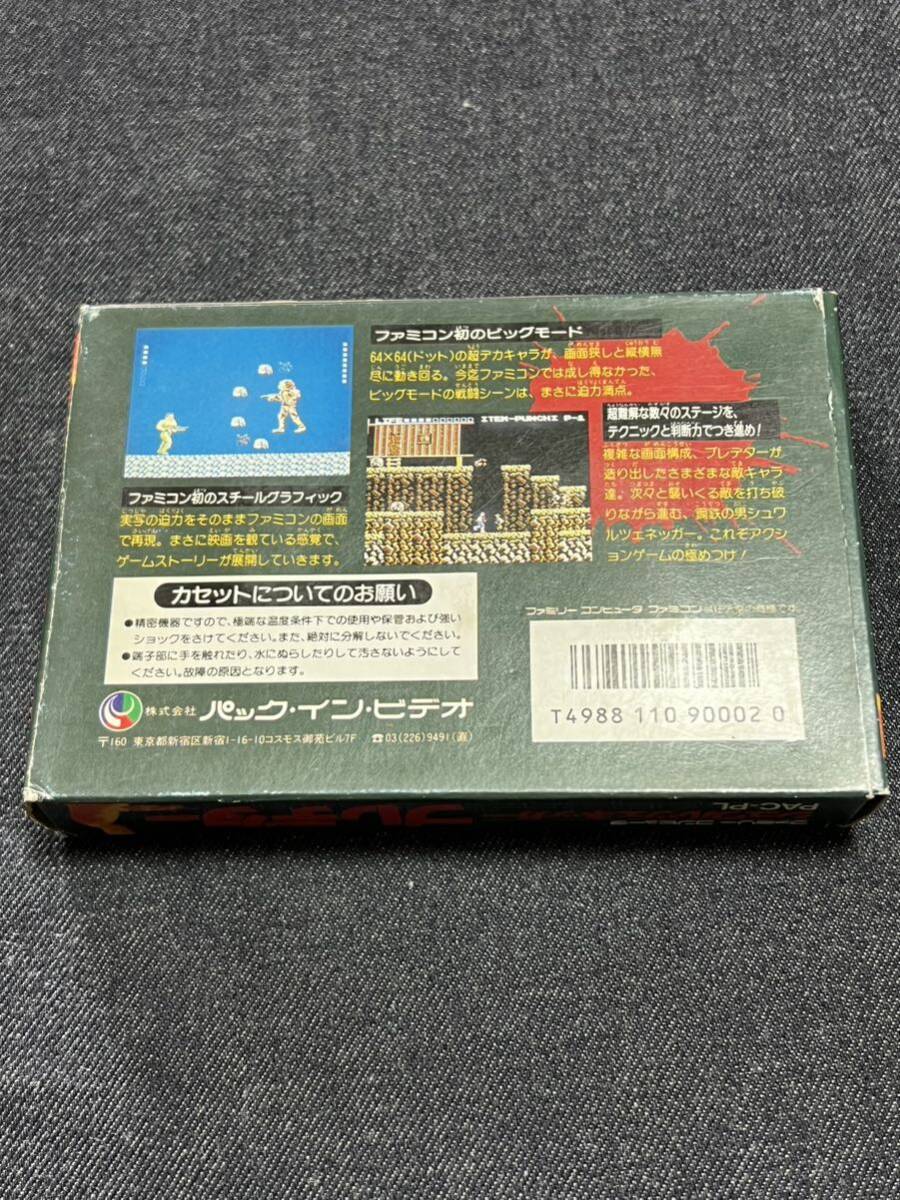 ファミコン初のビッグモード
64×64(ドット)の超デカキャラが、画面狭しと縦横無
尽に動き回る。今迄ファミコンでは成し得なかった、
ビッグモードの戦闘シーンは、まさに迫力満点。
LIFE
ITEM-PUNCH1 P-1
超難解な数々のステージを、
テクニックと判断力でつき進め!
複雑な画面構成、プレデターが
造り出したさまざまな敵キャラ
達。次々と襲いくる敵を打ち破
りながら進む、鋼鉄の男シュワ
ルツェネッガー。これぞアクシ
ョンゲームの極めつけ!
ファミコン初のスチールグラフィック
実写の迫力をそのままファミコンの画面
で再現。まさに映画を観ている感覚で、
ゲームストーリーが展開していきます。
カセットについてのお願い
●精密機器ですので、極端な温度条件下での使用や保管および強い
ショックをさけてください。また、絶対に分解しないでください。
●端子部に手を触れたり、水にぬらしたりして汚さないようにして
ください。故障の原因となります。
ファミリーコンピュータ ファミコンは任天堂の商標です。
株式会社 パック・イン・ビデオ
〒160 東京都新宿区新宿1-16-10コスモス御苑ビル7F ☎03(226)9491(直)
T4988 110 90002 0
PAC-PL
プレデター